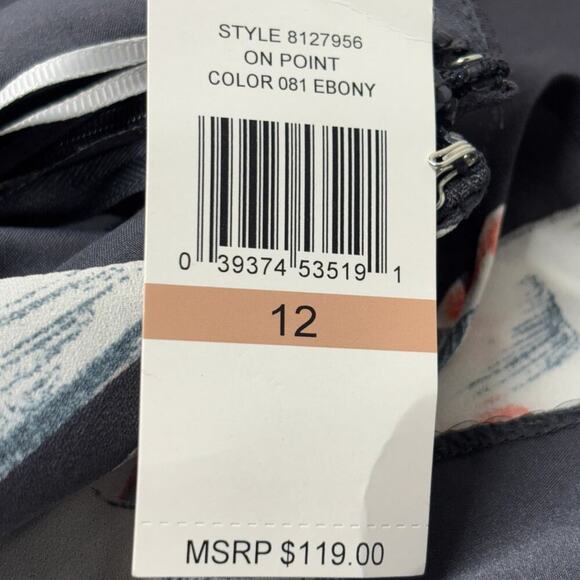 STYLE 8127956
ON POINT
COLOR 081 EBONY
0 39374 53519 1
12
MSRP $119.00